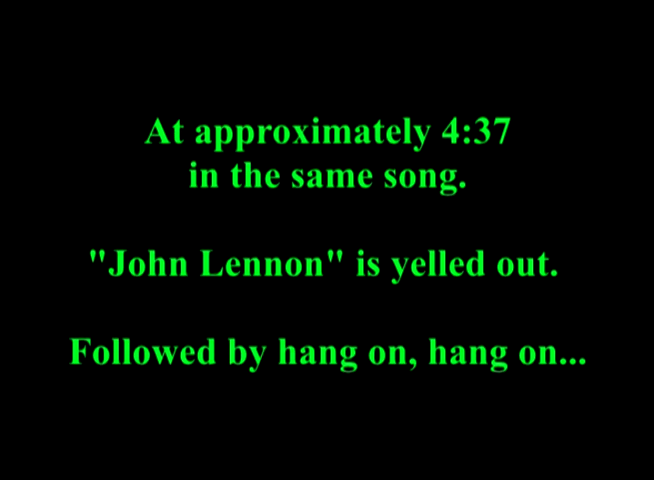 At approximately 4:37
in the same song.
"John Lennon" is yelled out.
Followed by hang on, hang on...